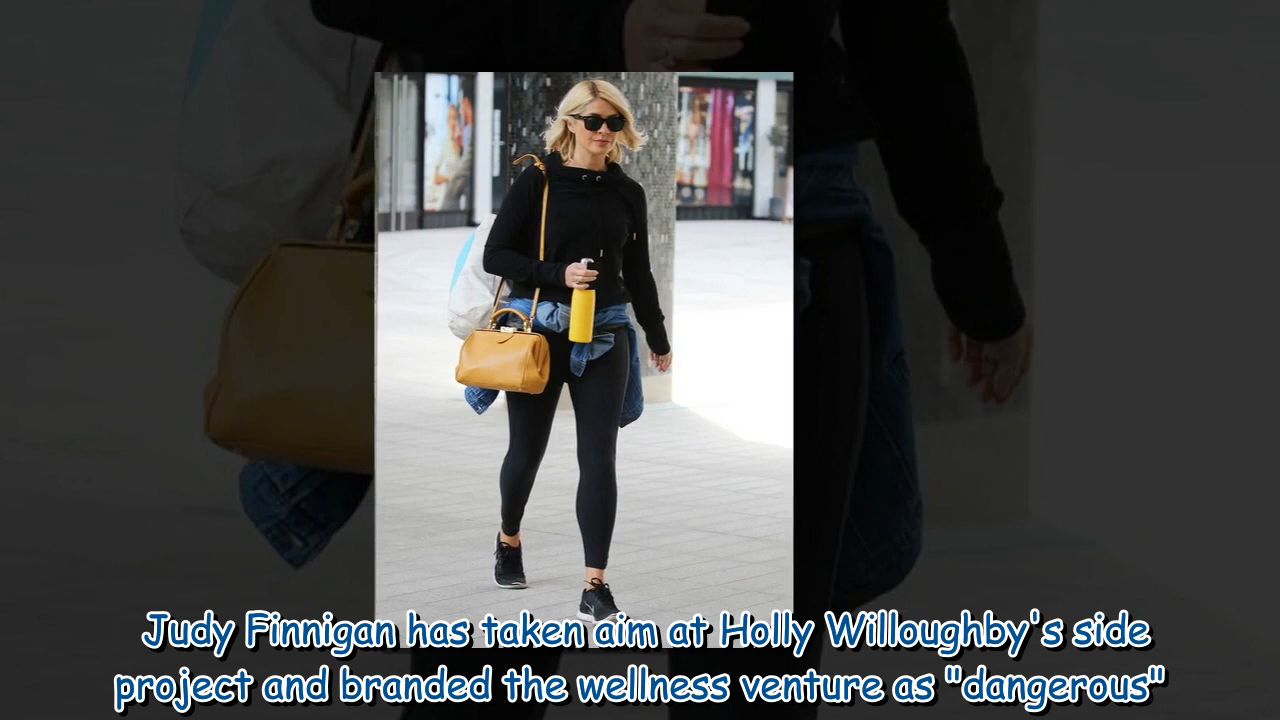 Judy Finnigan has taken aim at Holly Willoughby's side
project and branded the wellness venture as "dangerous"